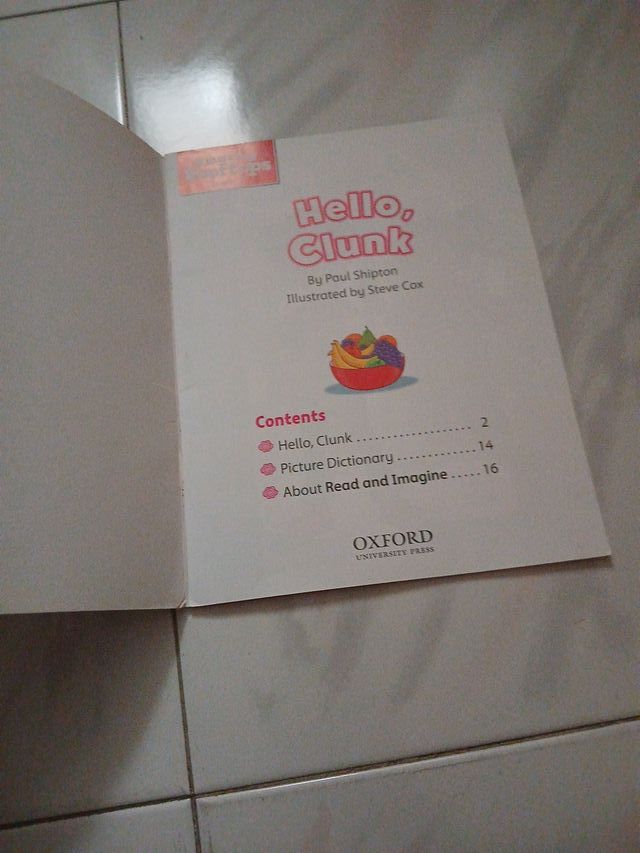 Hello,
Clunk
By Paul Shipton
Illustrated by Steve Cox
Contents
Hello, Clunk ................... 2
Picture Dictionary ............. 14
About Read and Imagine ..... 16
OXFORD
UNIVERSITY PRESS